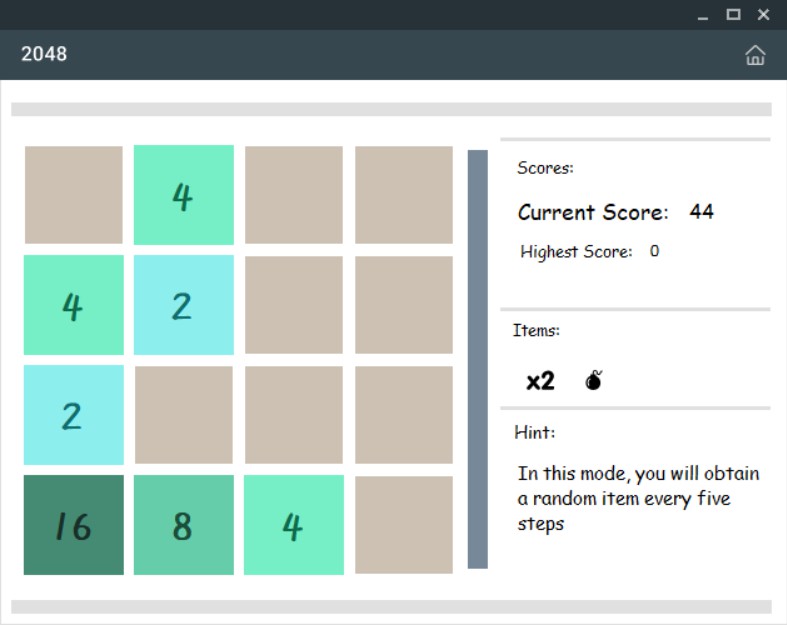 2048
4
4 2
2
16 8 4
Scores:
Current Score: 44
Highest Score: 0
Items:
x2
Hint:
In this mode, you will obtain
a random item every five
steps